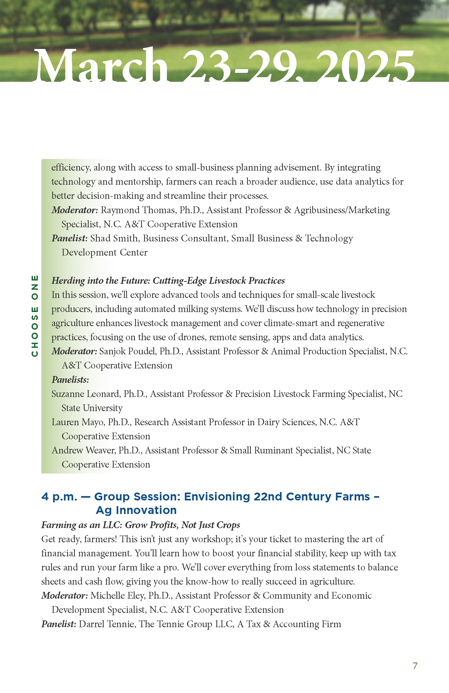 March 23-29, 2025
efficiency, along with access to small-business planning advisement. By integrating
technology and mentorship, farmers can reach a broader audience, use data analytics for
better decision-making and streamline their processes.
Moderator: Raymond Thomas, Ph.D., Assistant Professor & Agribusiness/Marketing
Specialist, N.C. A&T Cooperative Extension
Panelist: Shad Smith, Business Consultant, Small Business & Technology
Development Center
CHOOSE ONE
Herding into the Future: Cutting-Edge Livestock Practices
In this session, we'll explore advanced tools and techniques for small-scale livestock
producers, including automated milking systems. We'll discuss how technology in precision
agriculture enhances livestock management and cover climate-smart and regenerative
practices, focusing on the use of drones, remote sensing, apps and data analytics.
Moderator: Sanjok Poudel, Ph.D., Assistant Professor & Animal Production Specialist, N.C.
A&T Cooperative Extension
Panelists:
Suzanne Leonard, Ph.D., Assistant Professor & Precision Livestock Farming Specialist, NC
State University
Lauren Mayo, Ph.D., Research Assistant Professor in Dairy Sciences, N.C. A&T
Cooperative Extension
Andrew Weaver, Ph.D., Assistant Professor & Small Ruminant Specialist, NC State
Cooperative Extension
4 p.m. — Group Session: Envisioning 22nd Century Farms –
Ag Innovation
Farming as an LLC: Grow Profits, Not Just Crops
Get ready, farmers! This isn't just any workshop; it's your ticket to mastering the art of
financial management. You'll learn how to boost your financial stability, keep up with tax
rules and run your farm like a pro. We'll cover everything from loss statements to balance
sheets and cash flow, giving you the know-how to really succeed in agriculture.
Moderator: Michelle Eley, Ph.D., Assistant Professor & Community and Economic
Development Specialist, N.C. A&T Cooperative Extension
Panelist: Darrel Tennie, The Tennie Group LLC, A Tax & Accounting Firm
7